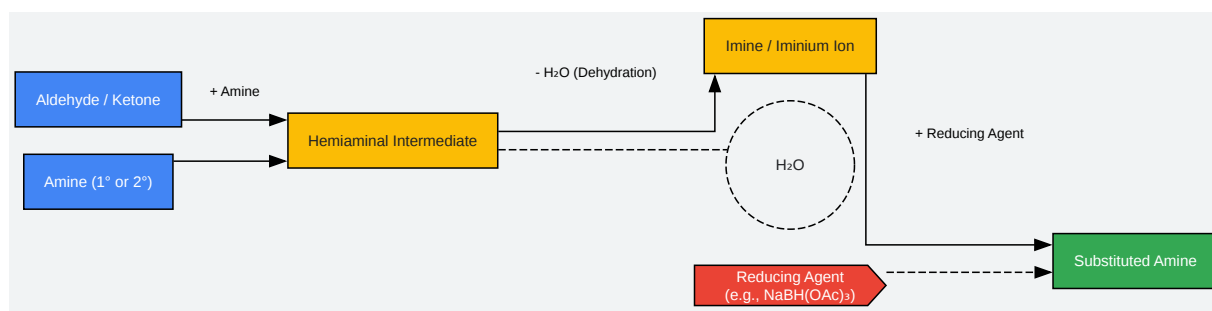 Aldehyde / Ketone
+ Amine
Amine (1° or 2°)
Hemiaminal Intermediate
- H₂O (Dehydration)
Imine / Iminium Ion
H₂O
+ Reducing Agent
Reducing Agent
(e.g., NaBH(OAc)₃)
Substituted Amine